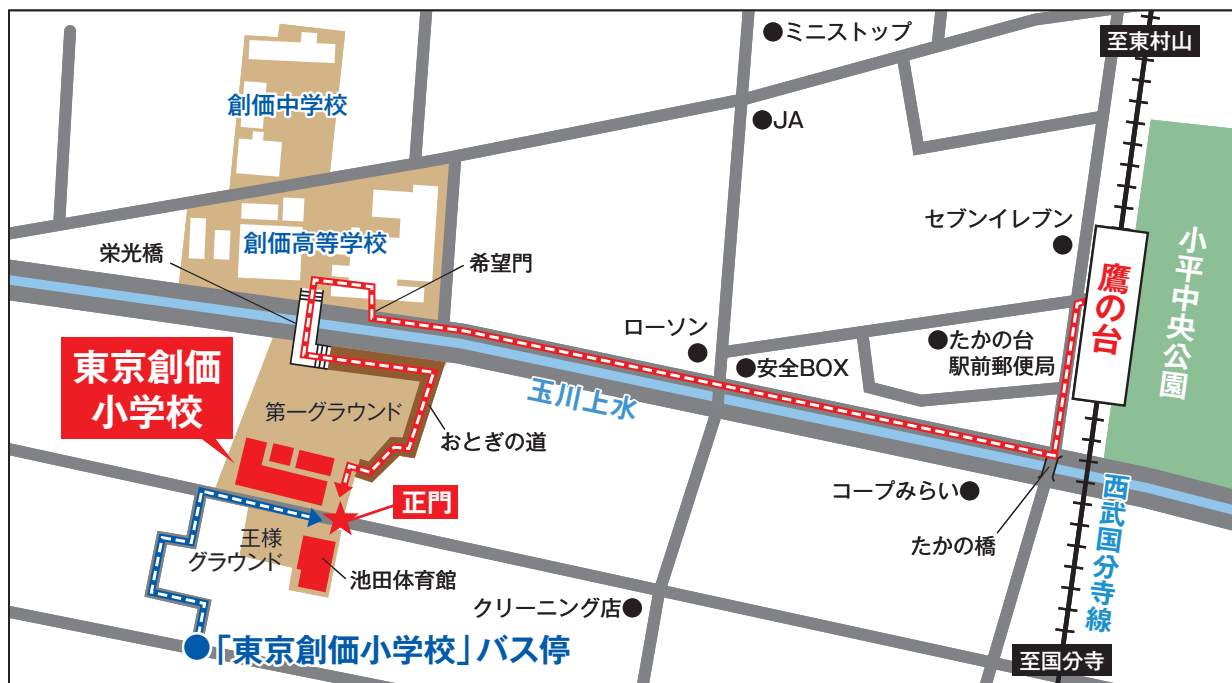 ミニストップ
至東村山
創価中学校
JA
セブンイレブン
小平中央公園
栄光橋
創価高等学校
希望門
鷹の台
ローソン
たかの台
駅前郵便局
安全BOX
東京創価
小学校
玉川上水
第一グラウンド
おとぎの道
コープみらい
正門
西武国分寺線
たかの橋
王様
グラウンド
池田体育館
クリーニング店
「東京創価小学校」バス停
至国分寺